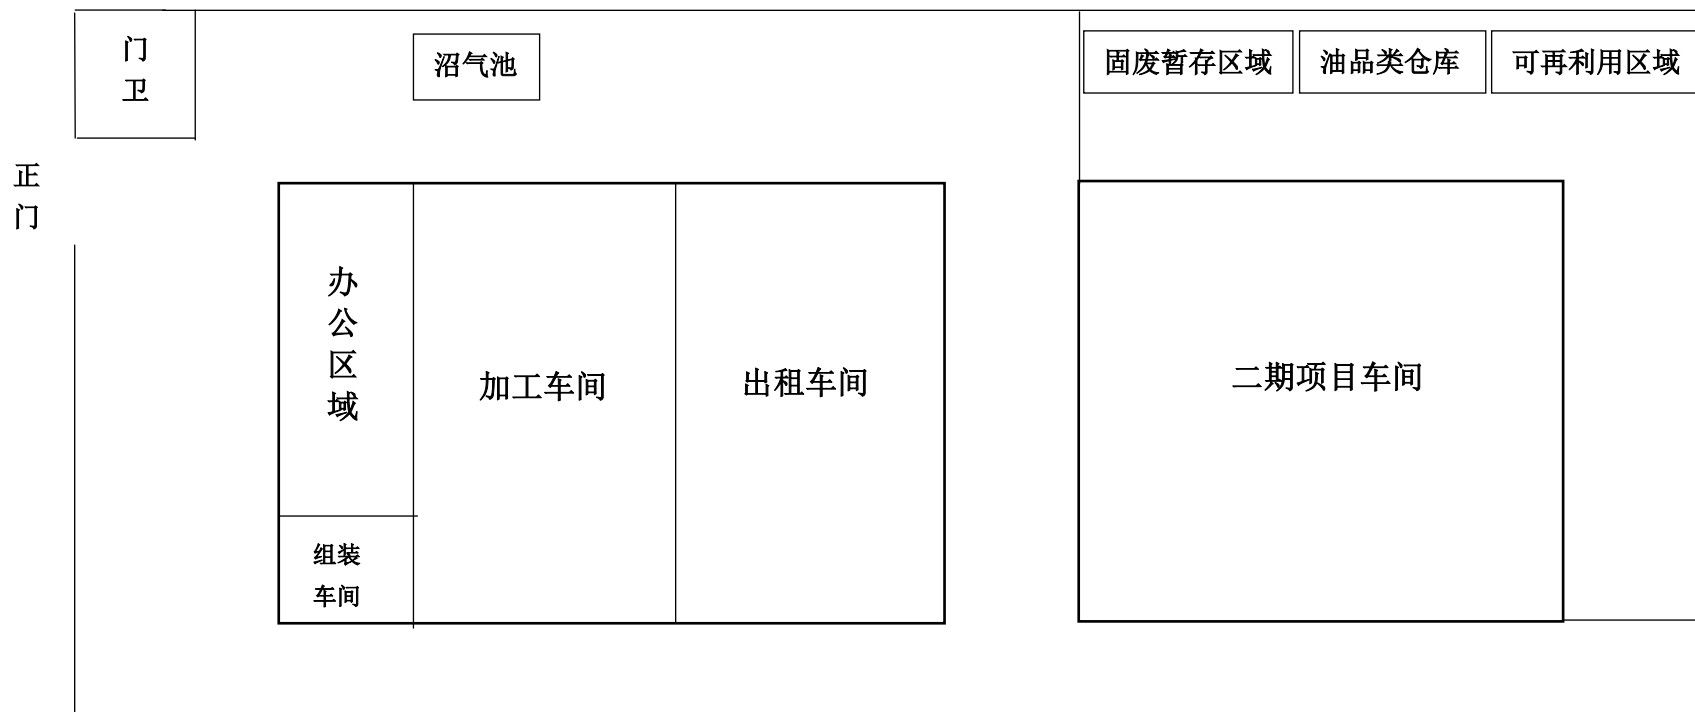 门
卫
沼气池
固废暂存区域
油品类仓库
可再利用区域
正
门
办
公
区
域
加工车间
出租车间
二期项目车间
组装
车间